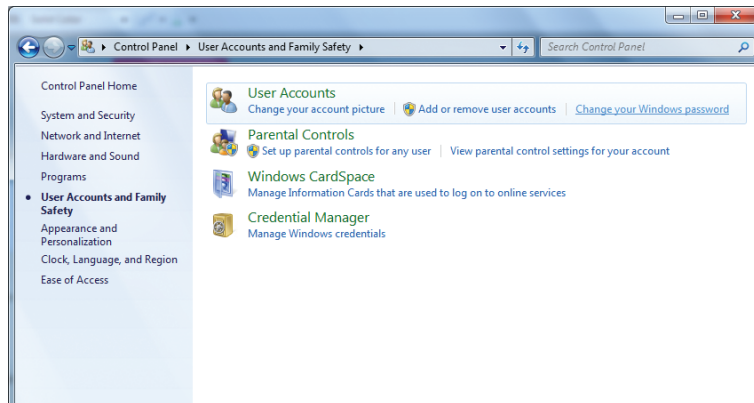 Control Panel User Accounts and Family Safety Search Control Panel
Control Panel Home
System and Security
Network and Internet
Hardware and Sound
Programs
User Accounts and Family
Safety
Appearance and
Personalization
Clock, Language, and Region
Ease of Access
User Accounts
Change your account picture Add or remove user accounts Change your Windows password
Parental Controls
Set up parental controls for any user View parental control settings for your account
Windows CardSpace
Manage Information Cards that are used to log on to online services
Credential Manager
Manage Windows credentials